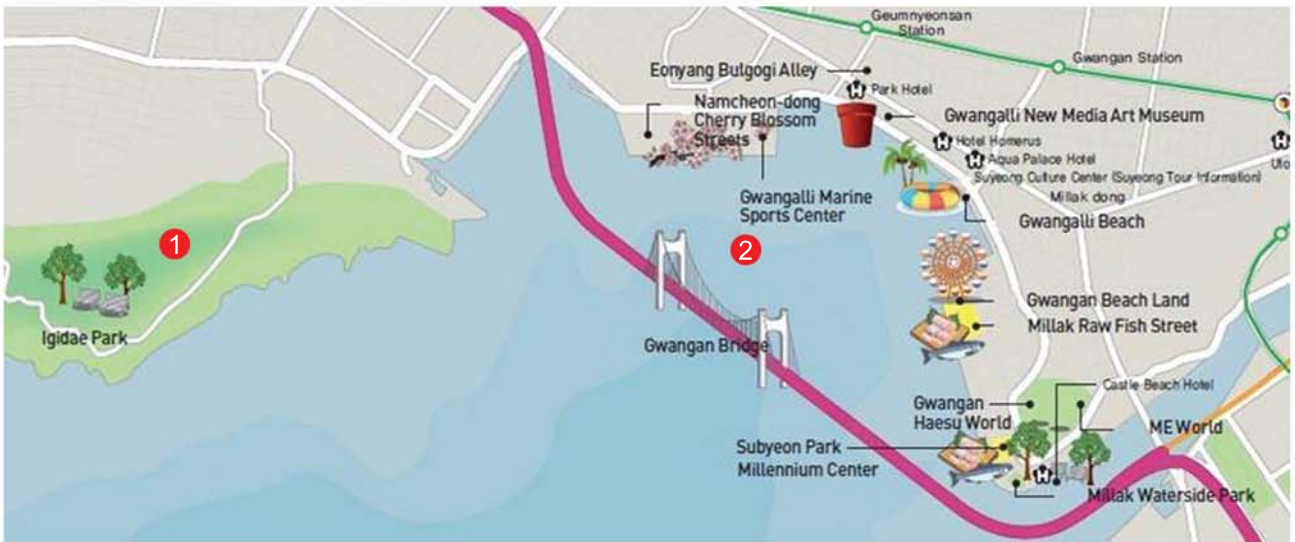 Geumnyeonsan
Station
Gwangan Station
Eonyang Bulgogi Alley
Park Hotel
Namcheon-dong
Cherry Blossom
Streets
Gwangalli New Media Art Museum
Hotel Homerus
Aqua Palace Hotel
Suyeong Culture Center (Suyeong Tour Information)
Millak dong
Gwangalli Marine
Sports Center
Gwangalli Beach
1
2
Igidae Park
Gwangan Beach Land
Millak Raw Fish Street
Gwangan Bridge
Castle Beach Hotel
Gwangan
Haesu World
ME World
Subyeon Park
Millennium Center
Millak Waterside Park